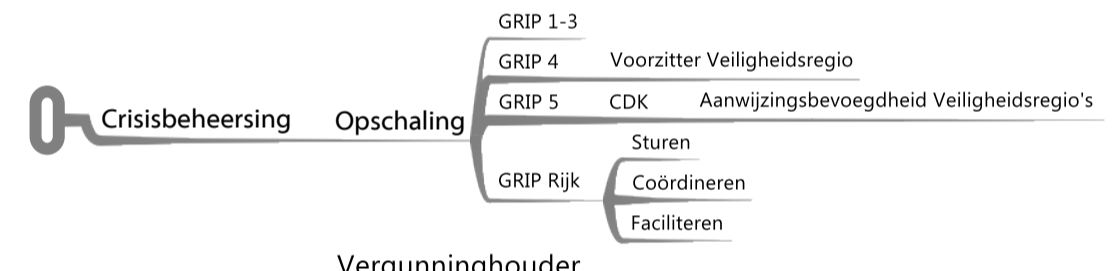 GRIP 1-3
GRIP 4 Voorzitter Veiligheidsregio
GRIP 5 CDK Aanwijzingsbevoegdheid Veiligheidsregio's
Crisisbeheersing Opschaling
Sturen
GRIP Rijk Coördineren
Faciliteren
Vergunninghouder